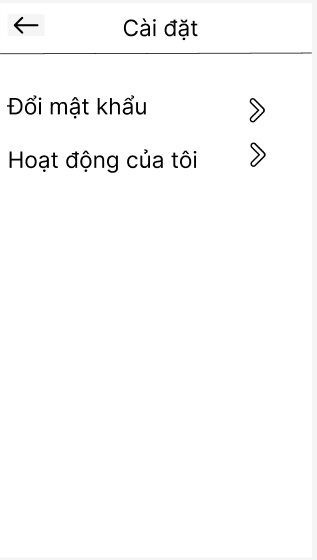 Cài đặt
Đổi mật khẩu
Hoạt động của tôi